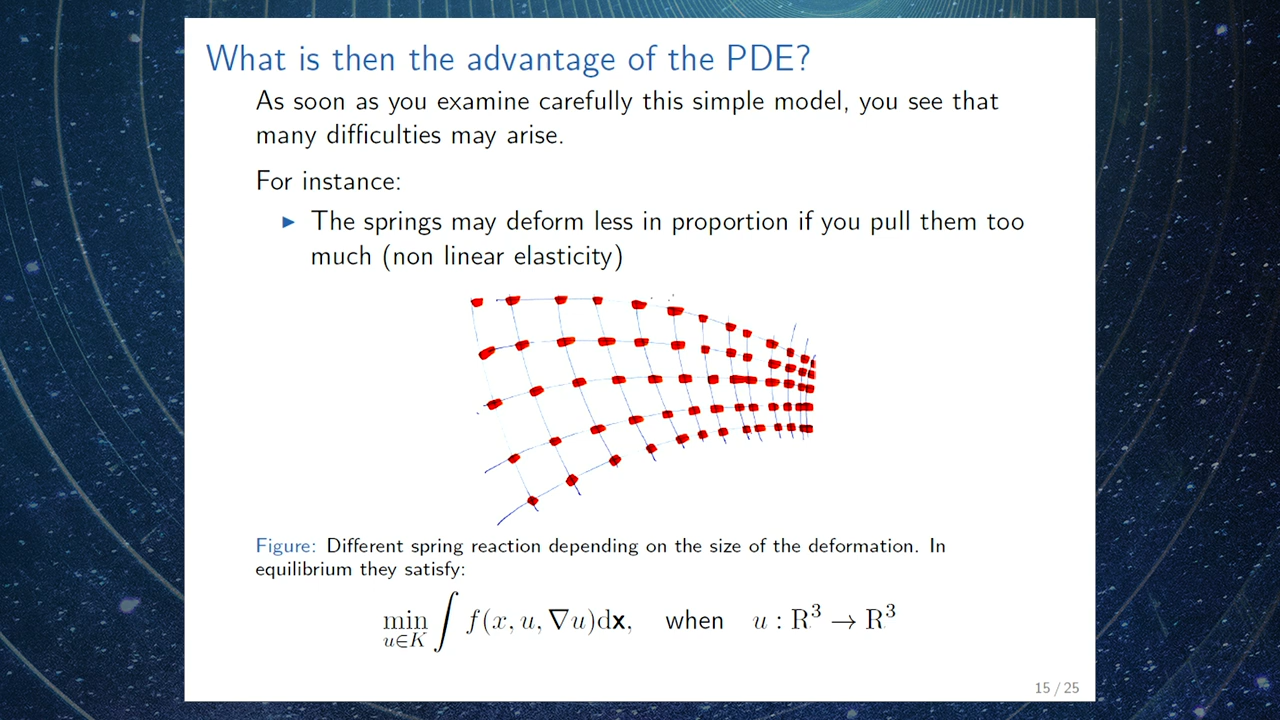 What is then the advantage of the PDE?
As soon as you examine carefully this simple model, you see that
many difficulties may arise.
For instance:
▶ The springs may deform less in proportion if you pull them too
much (non linear elasticity)
Figure: Different spring reaction depending on the size of the deformation. In
equilibrium they satisfy:
min_{u∈K} ∫ f(x, u, ∇u)dx, when u : R³ → R³
15 / 25